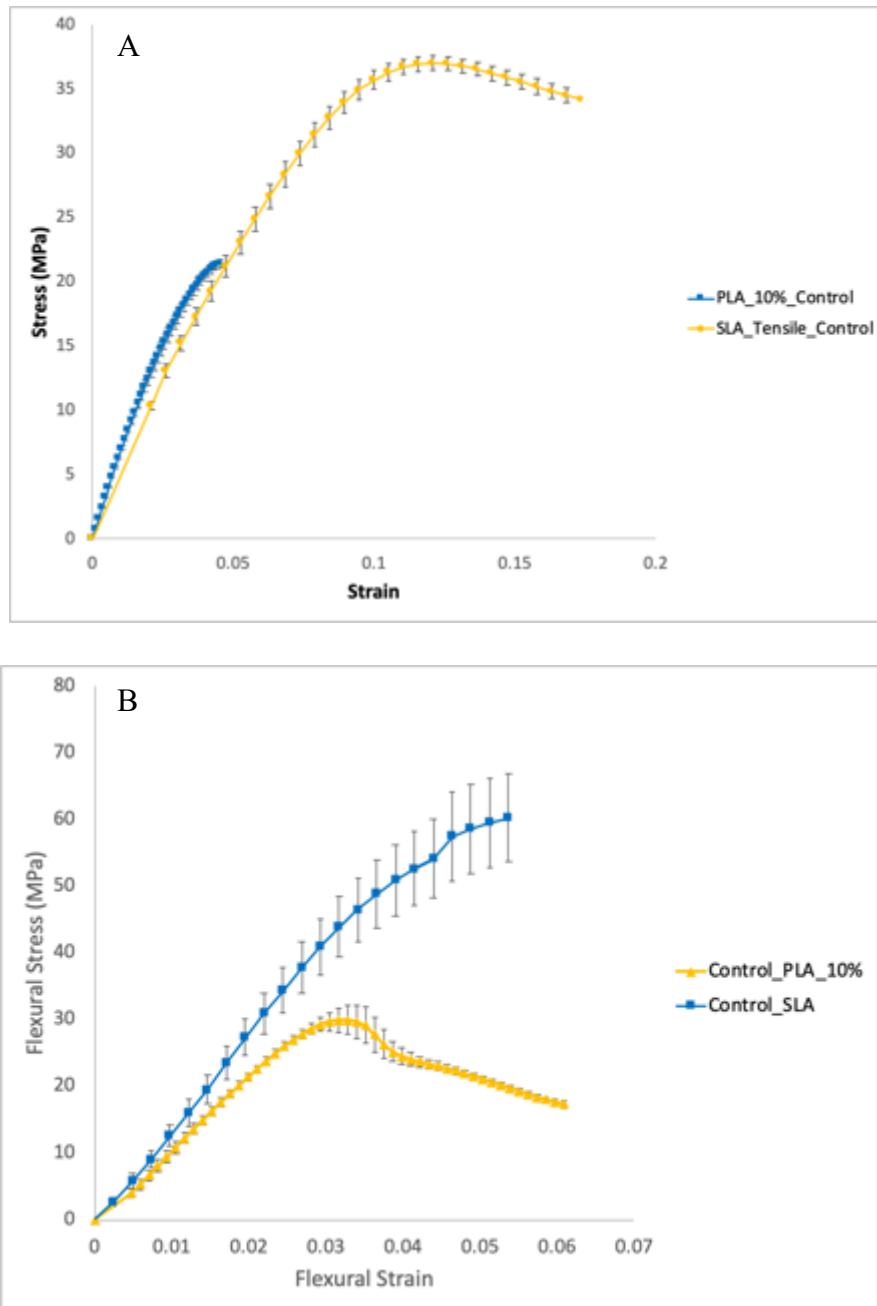 A
40
35
30
25
20
15
10
5
0
Stress (MPa)
0 0.05 0.1 0.15 0.2
Strain
PLA_10%_Control
SLA_Tensile_Control
B
80
70
60
50
40
30
20
10
0
Flexural Stress (MPa)
0 0.01 0.02 0.03 0.04 0.05 0.06 0.07
Flexural Strain
Control_PLA_10%
Control_SLA